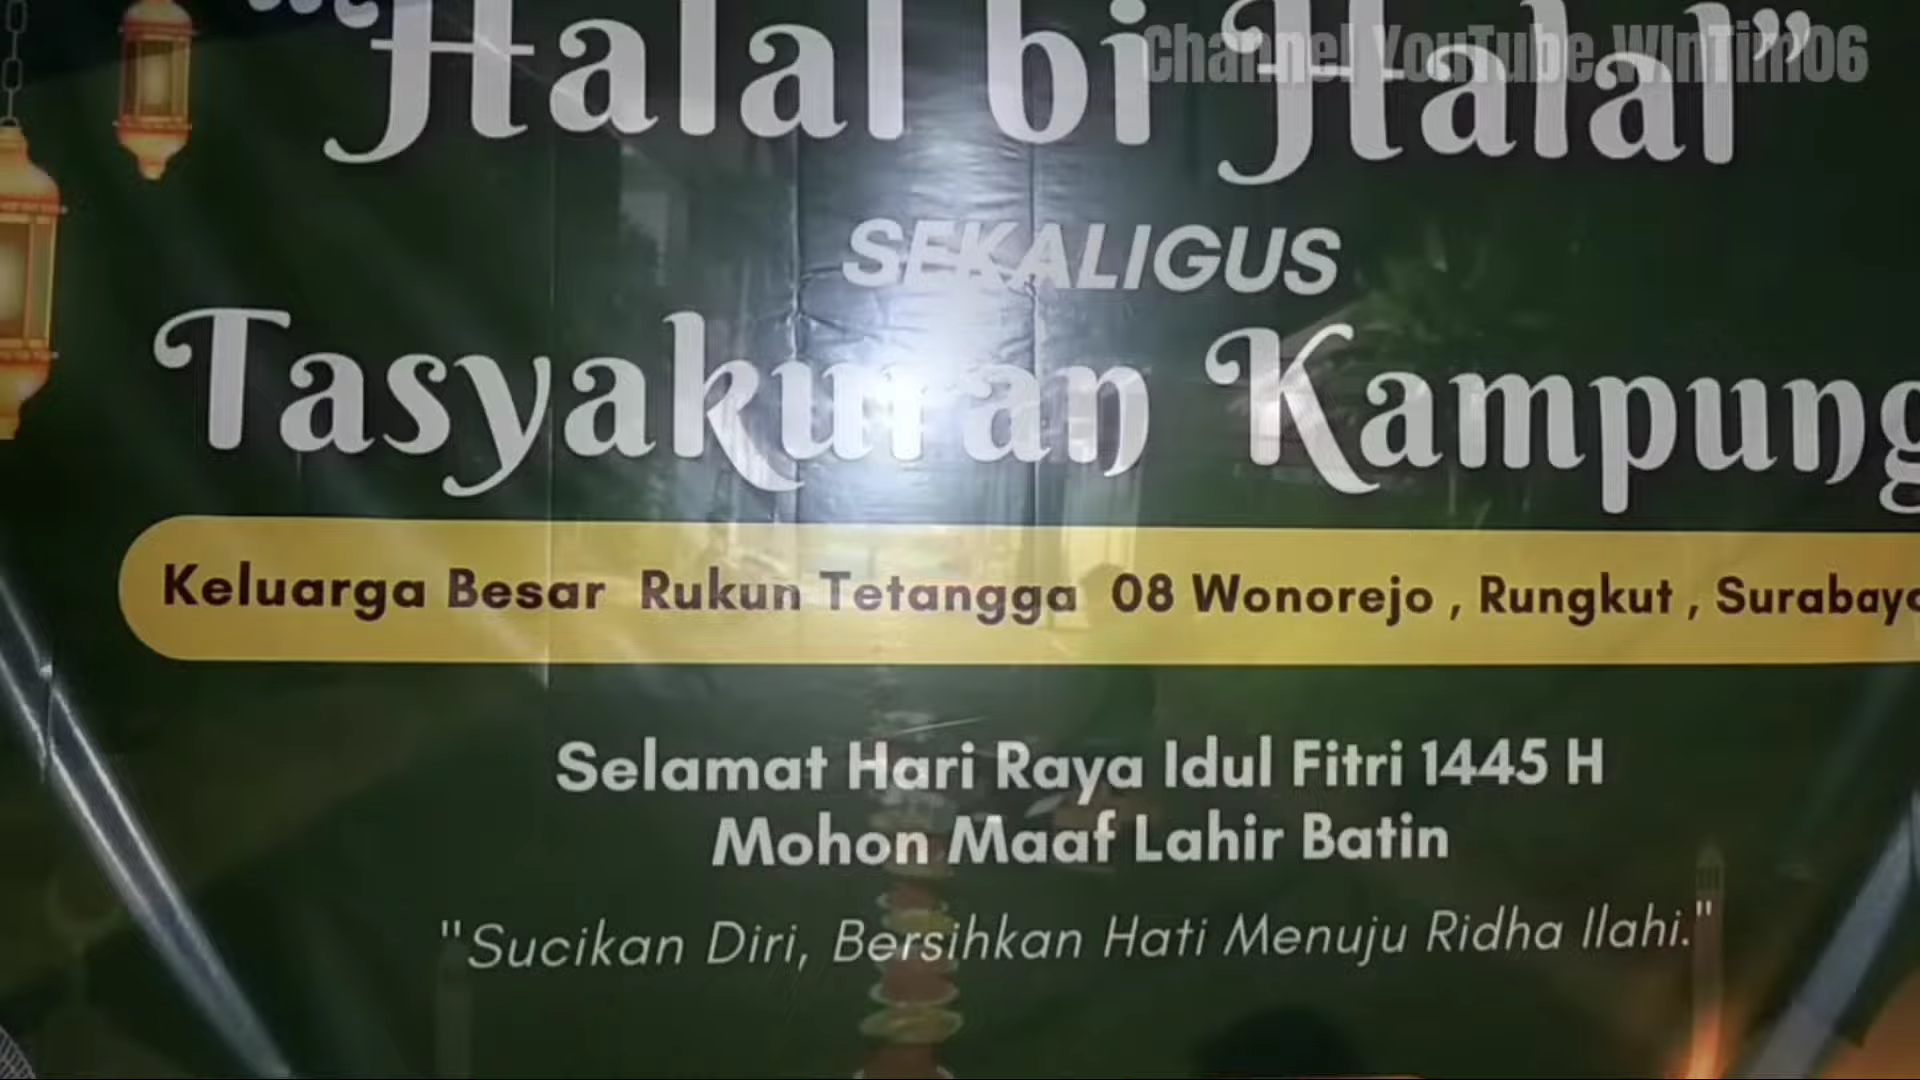 "Halal bi Halal"
Channel YouTube WInTim06
SEKALIGUS
Tasyakuran Kampung
Keluarga Besar Rukun Tetangga 08 Wonorejo , Rungkut , Surabaya
Selamat Hari Raya Idul Fitri 1445 H
Mohon Maaf Lahir Batin
"Sucikan Diri, Bersihkan Hati Menuju Ridha Ilahi."